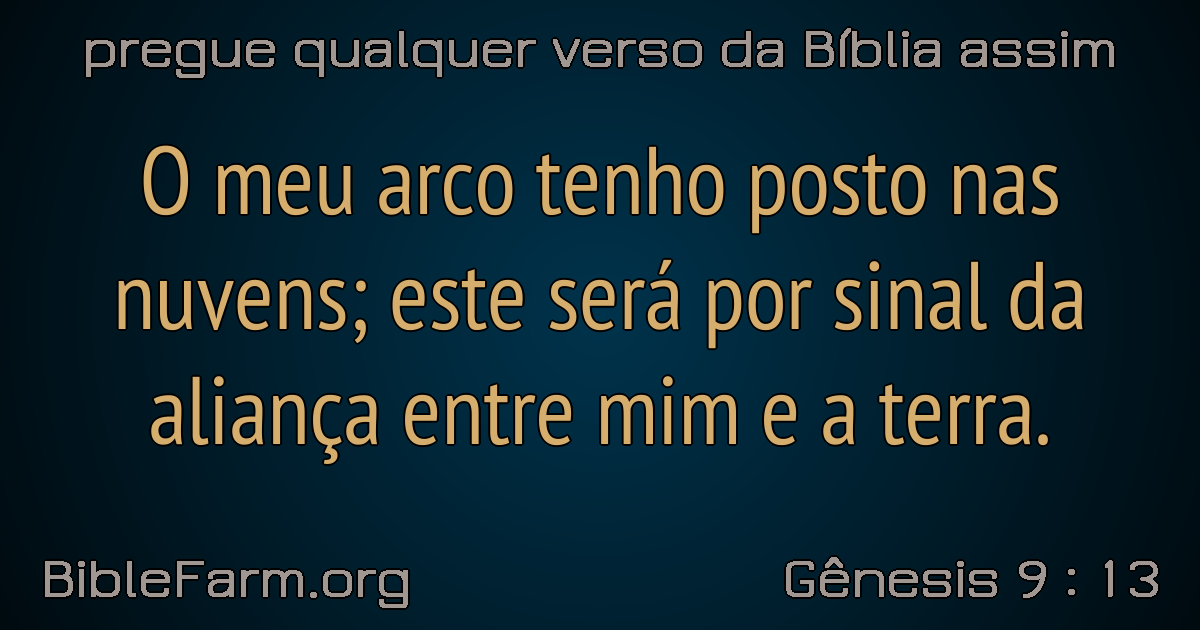 pregue qualquer verso da Bíblia assim
O meu arco tenho posto nas
nuvens; este será por sinal da
aliança entre mim e a terra.
BibleFarm.org
Gênesis 9 : 13